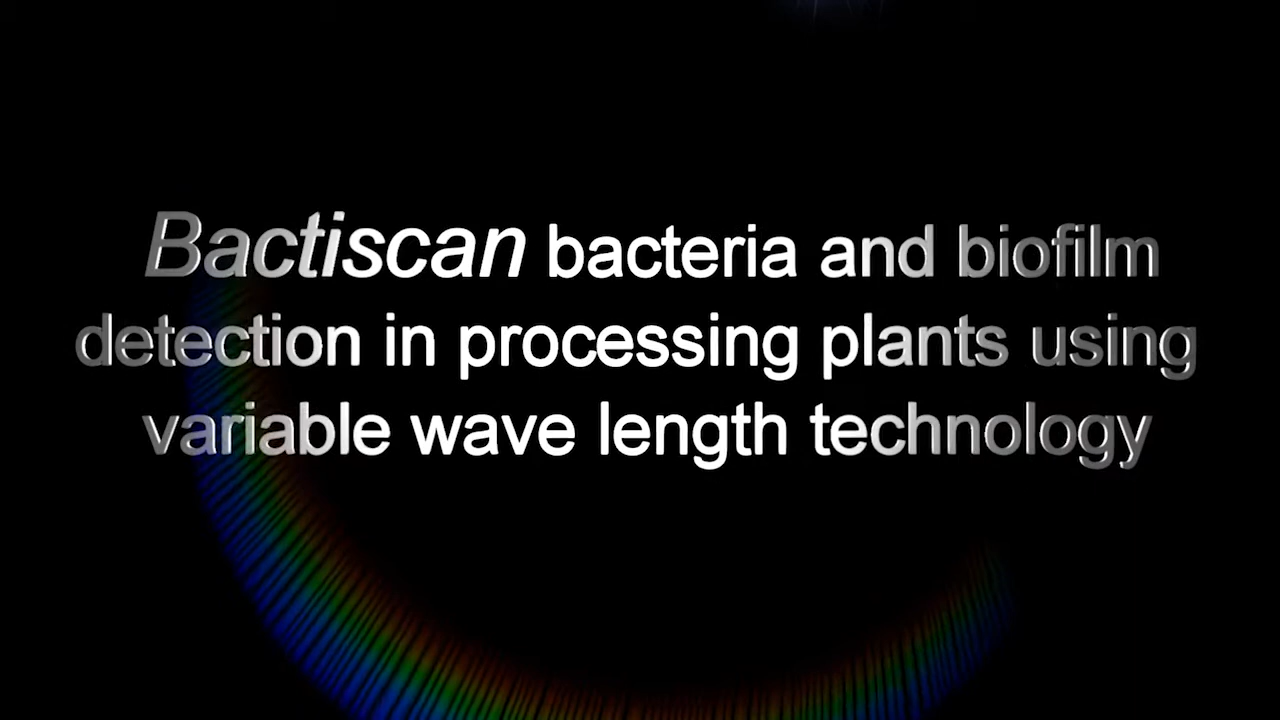 Bactiscan bacteria and biofilm
detection in processing plants using
variable wave length technology